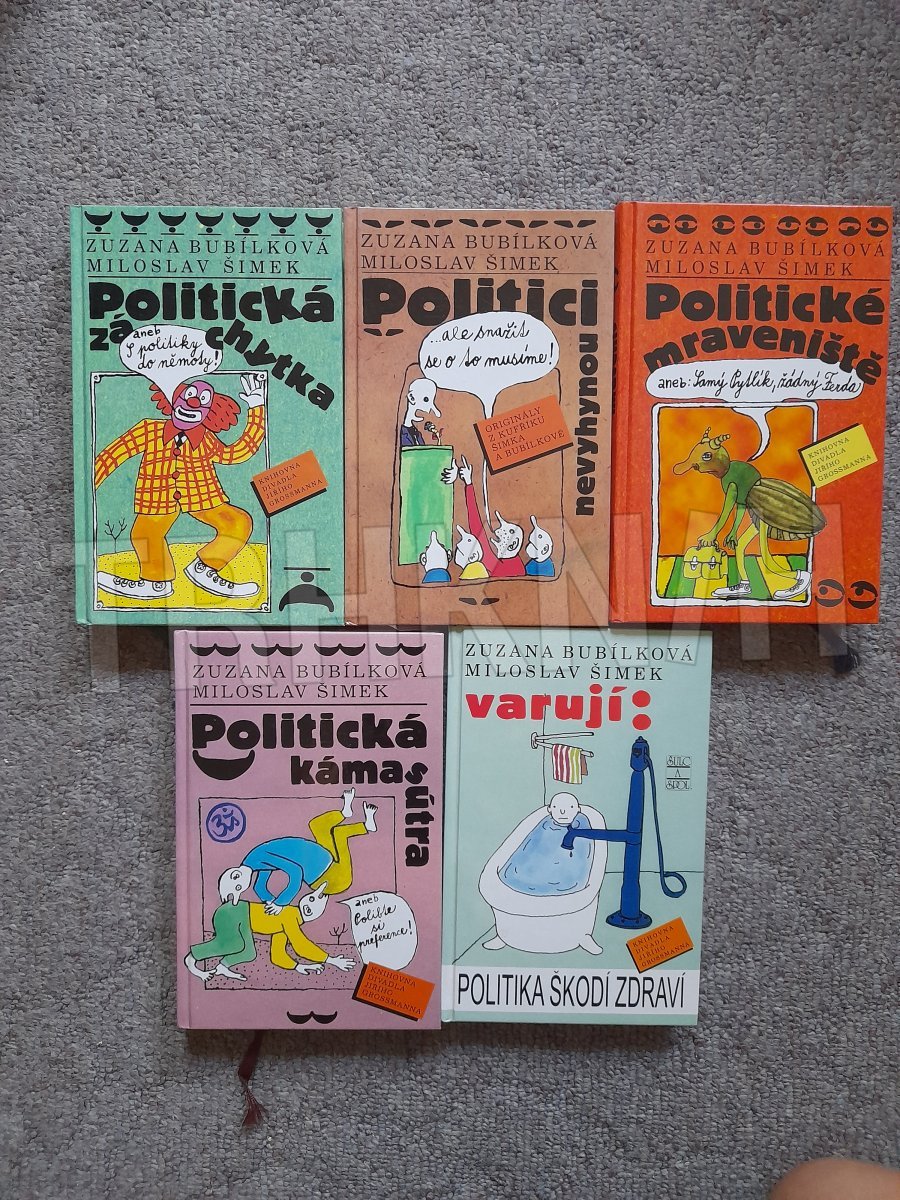 ZUZANA BUBÍLKOVÁ
MILOSLAV ŠIMEK
Politická
záchytka
aneb
S politiky
do němoty!
KNIHOVNA
DIVADLA
JIŘÍHO
GROSSMANNA
ZUZANA BUBÍLKOVÁ
MILOSLAV ŠIMEK
Politici
nevyhynou
...ale snažit
se o to musíme!
ORIGINÁLY
Z KUFŘÍKU
ŠIMKA
A BUBÍLKOVÉ
ZUZANA BUBÍLKOVÁ
MILOSLAV ŠIMEK
Politické
mraveniště
aneb: Samý Pytlík, žádný Ferda
KNIHOVNA
DIVADLA
JIŘÍHO
GROSSMANNA
ZUZANA BUBÍLKOVÁ
MILOSLAV ŠIMEK
Politická
kámasútra
aneb
Polibte
si
preference!
KNIHOVNA
DIVADLA
JIŘÍHO
GROSSMANNA
ZUZANA BUBÍLKOVÁ
MILOSLAV ŠIMEK
varují:
ŠULC
A
SPOL.
KNIHOVNA
DIVADLA
JIŘÍHO
GROSSMANNA
POLITIKA ŠKODÍ ZDRAVÍ